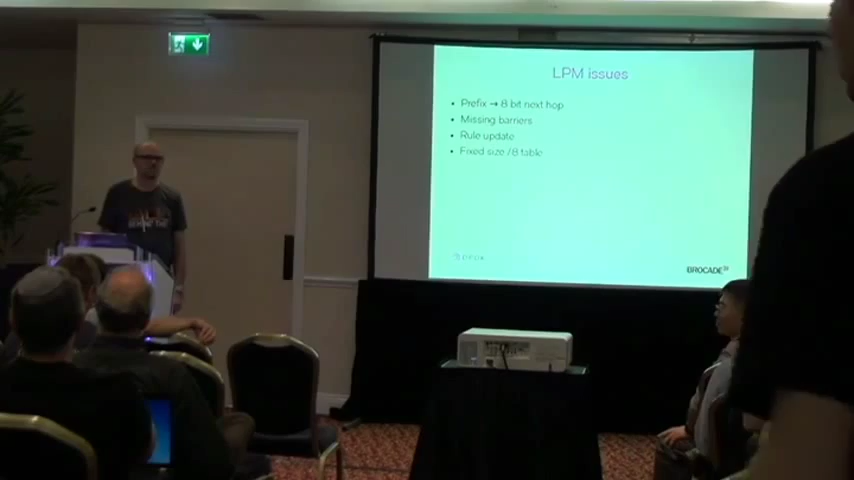 LPM issues
• Prefix → 8 bit next hop
• Missing barriers
• Rule update
• Fixed size /8 table
BROCADE